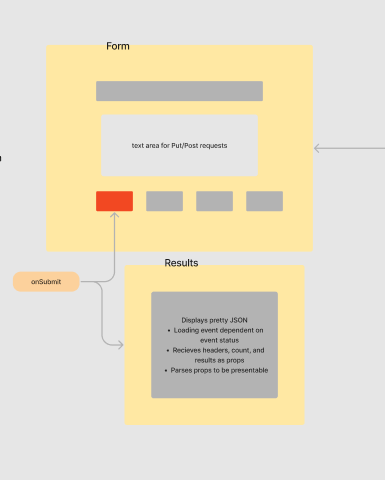 Form
text area for Put/Post requests
onSubmit
Results
Displays pretty JSON
• Loading event dependent on
event status
• Recieves headers, count, and
results as props
• Parses props to be presentable